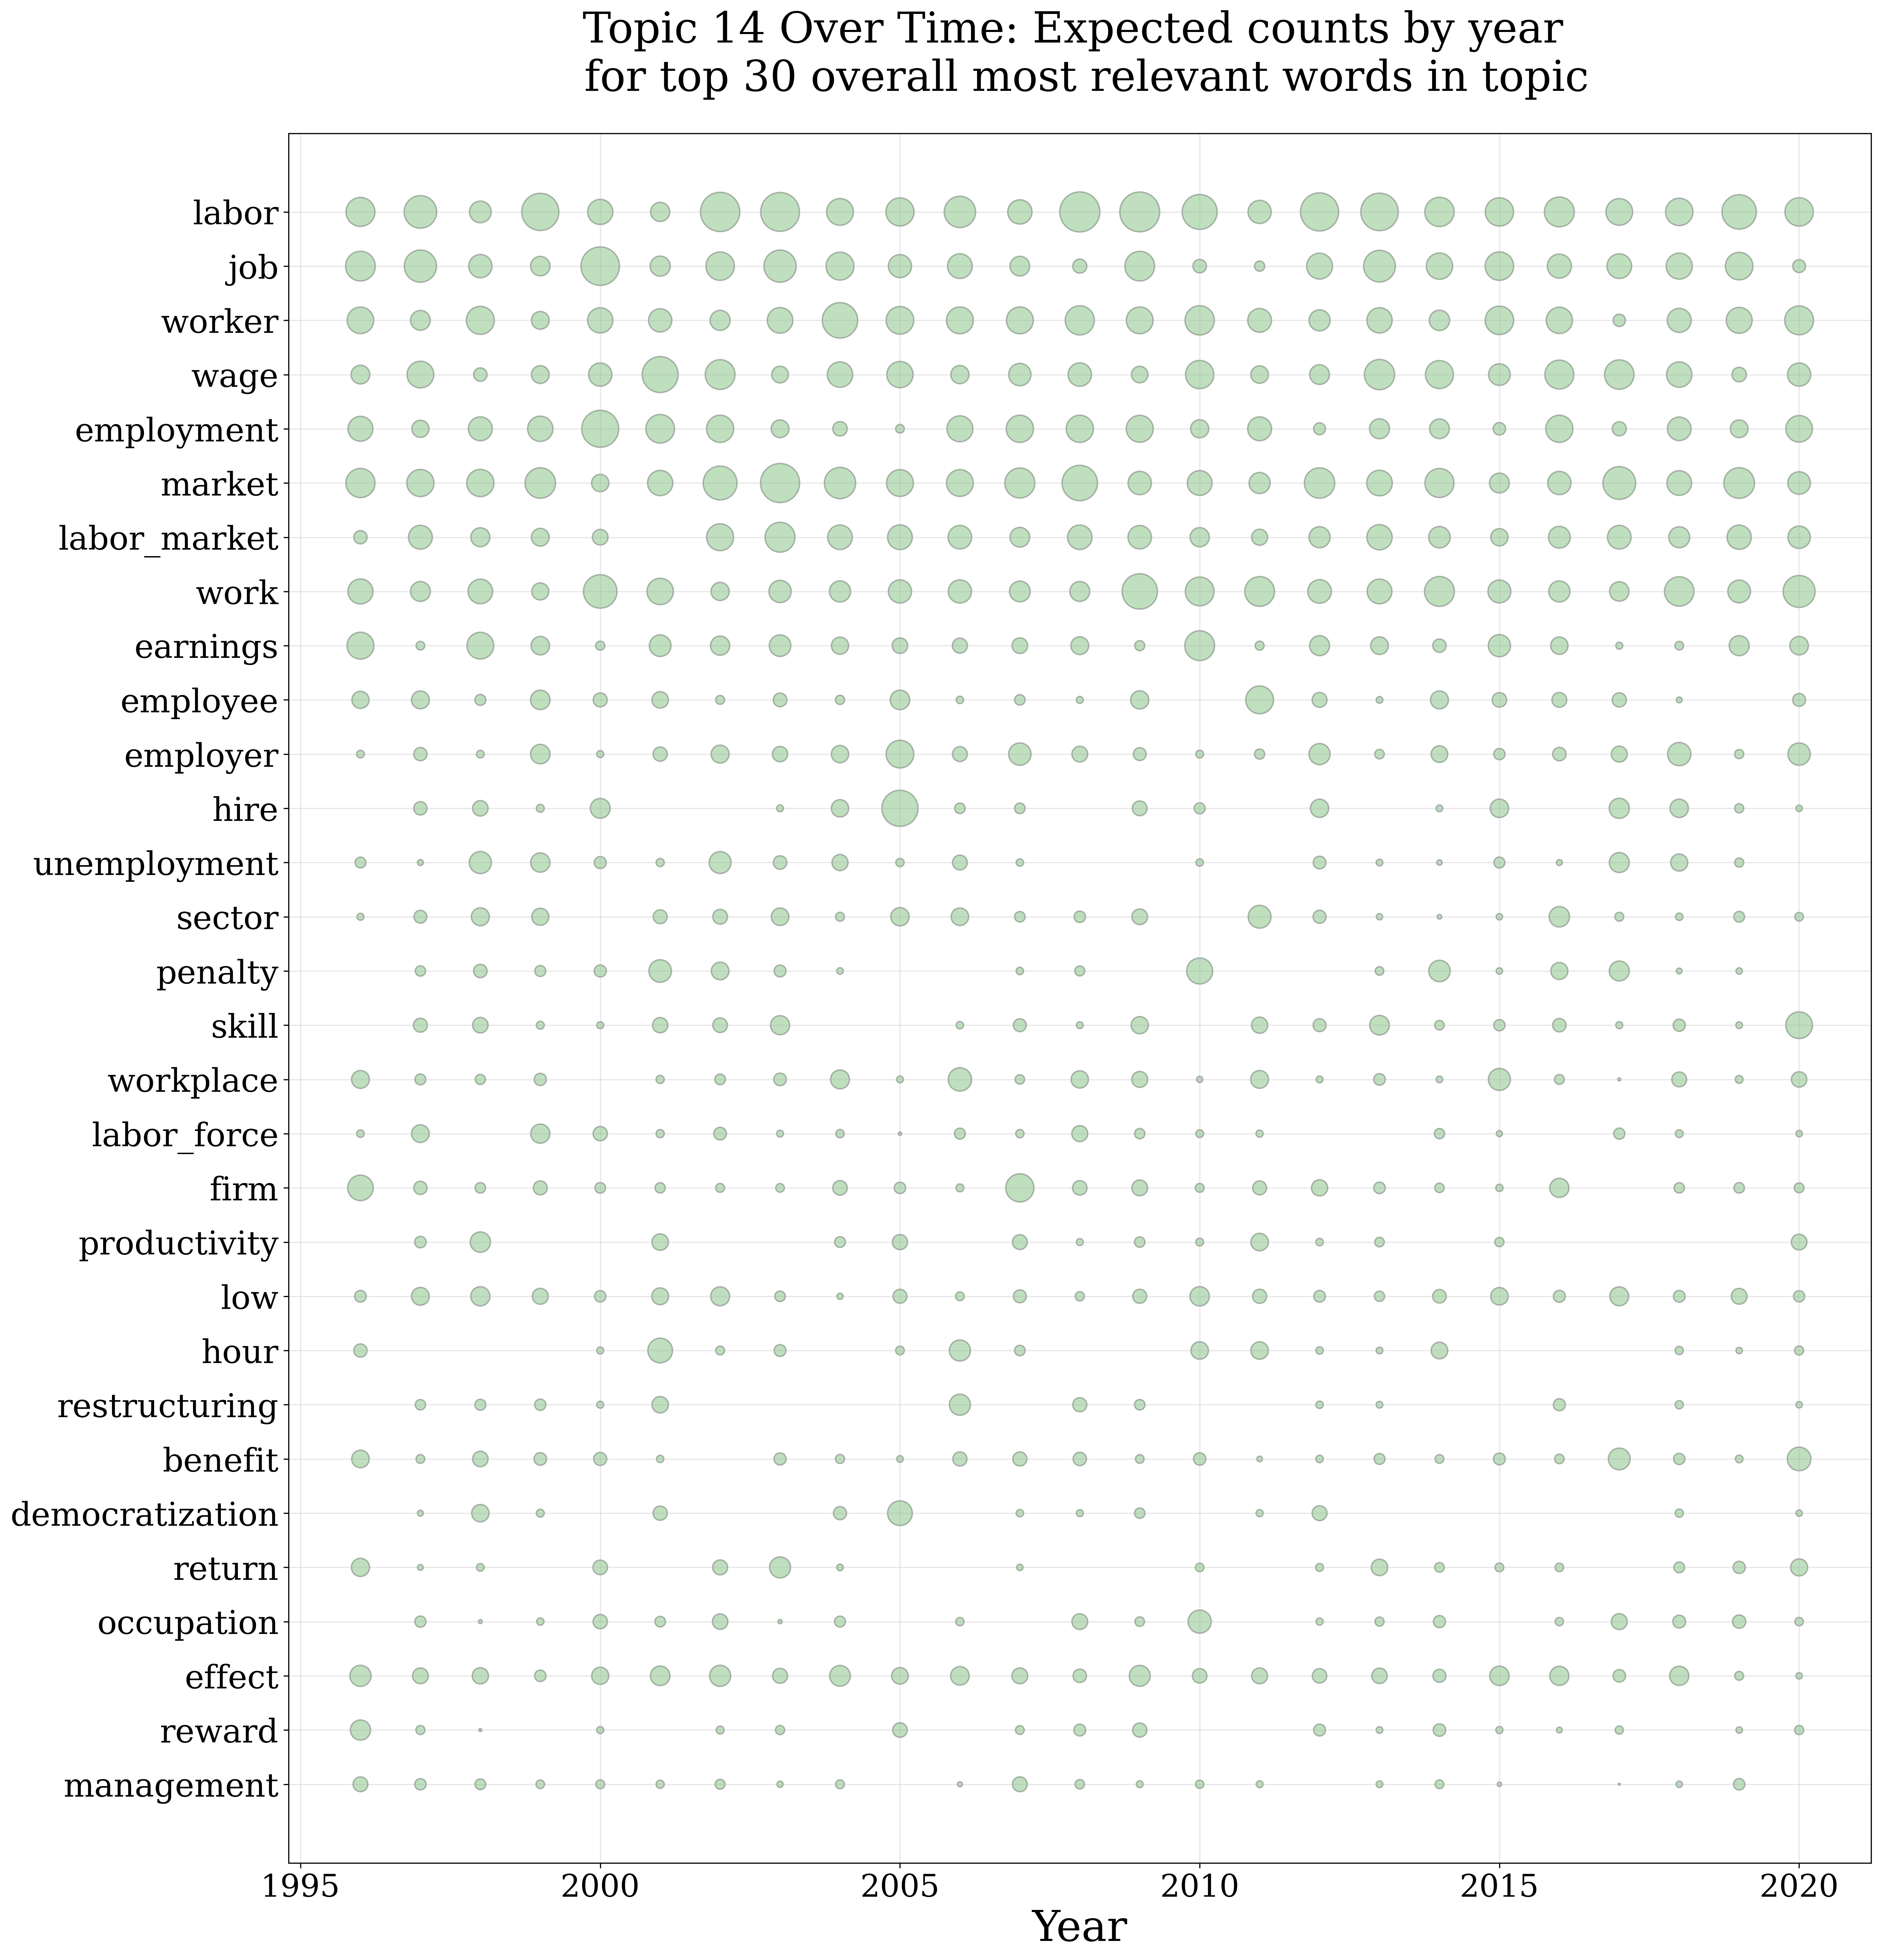 Topic 14 Over Time: Expected counts by year
for top 30 overall most relevant words in topic
labor
job
worker
wage
employment
market
labor_market
work
earnings
employee
employer
hire
unemployment
sector
penalty
skill
workplace
labor_force
firm
productivity
low
hour
restructuring
benefit
democratization
return
occupation
effect
reward
management
1995 2000 2005 2010 2015 2020
Year